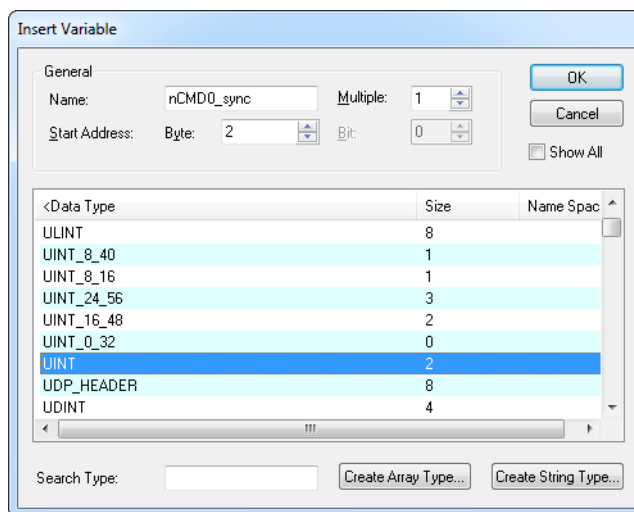 Insert Variable
General
Name: nCMD0_sync Multiple: 1 OK
Start Address: Byte: 2 Bit: 0 Cancel
Show All
<Data Type Size Name Spac
ULINT 8
UINT_8_40 1
UINT_8_16 1
UINT_24_56 3
UINT_16_48 2
UINT_0_32 0
UINT 2
UDP_HEADER 8
UDINT 4
Search Type: Create Array Type... Create String Type...